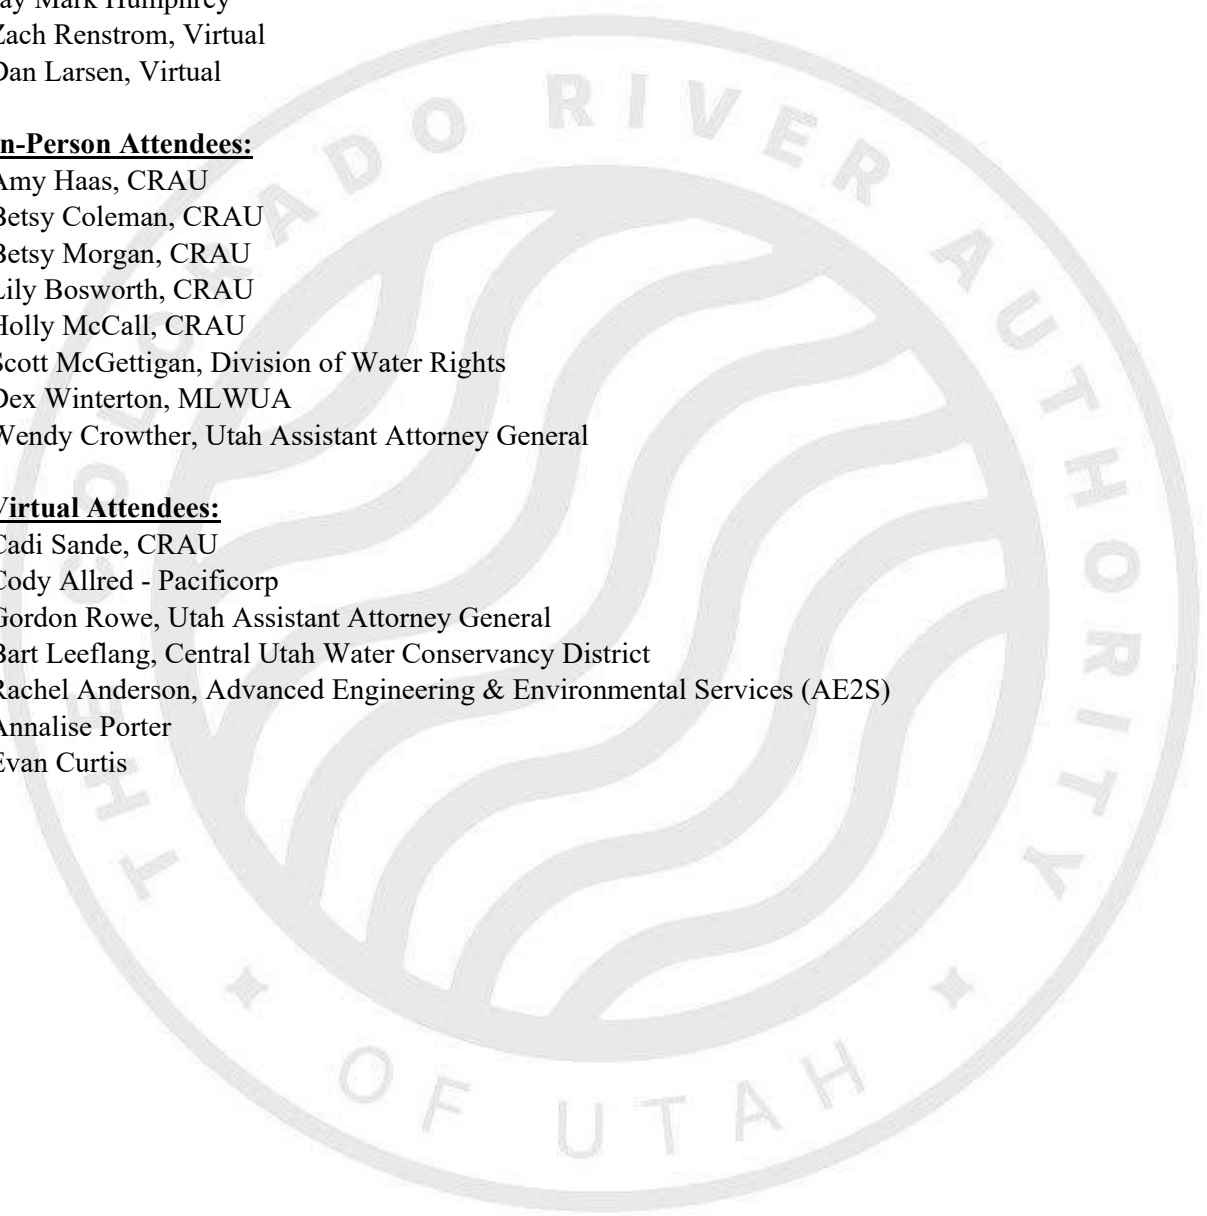 ay Mark Humphrey
Zach Renstrom, Virtual
Dan Larsen, Virtual
n-Person Attendees:
Amy Haas, CRAU
Betsy Coleman, CRAU
Betsy Morgan, CRAU
Lily Bosworth, CRAU
Holly McCall, CRAU
Scott McGettigan, Division of Water Rights
Dex Winterton, MLWUA
Wendy Crowther, Utah Assistant Attorney General
Virtual Attendees:
Cadi Sande, CRAU
Cody Allred - Pacificorp
Gordon Rowe, Utah Assistant Attorney General
Bart Leeflang, Central Utah Water Conservancy District
Rachel Anderson, Advanced Engineering & Environmental Services (AE2S)
Annalise Porter
Evan Curtis
THE COLORADO RIVER AUTHORITY
OF UTAH